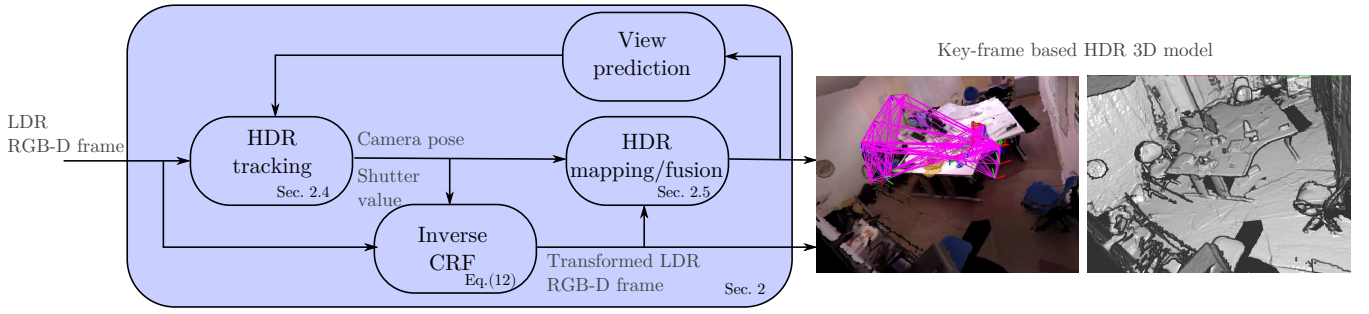 View
prediction
Key-frame based HDR 3D model
LDR
RGB-D frame
HDR
tracking
Sec. 2.4
Camera pose
Shutter
value
HDR
mapping/fusion
Sec. 2.5
Inverse
CRF
Eq.(12)
Transformed LDR
RGB-D frame
Sec. 2